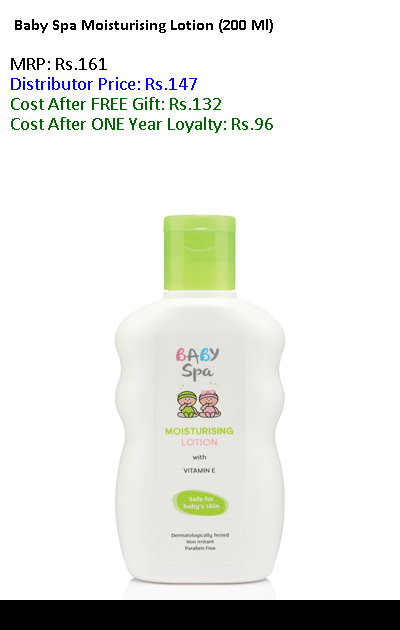 Baby Spa Moisturising Lotion (200 Ml)
MRP: Rs.161
Distributor Price: Rs.147
Cost After FREE Gift: Rs.132
Cost After ONE Year Loyalty: Rs.96
BABY
Spa
MOISTURISING
LOTION
with
VITAMIN E
Safe for
baby's skin
Dermatologically Tested
Non Irritant
Paraben Free